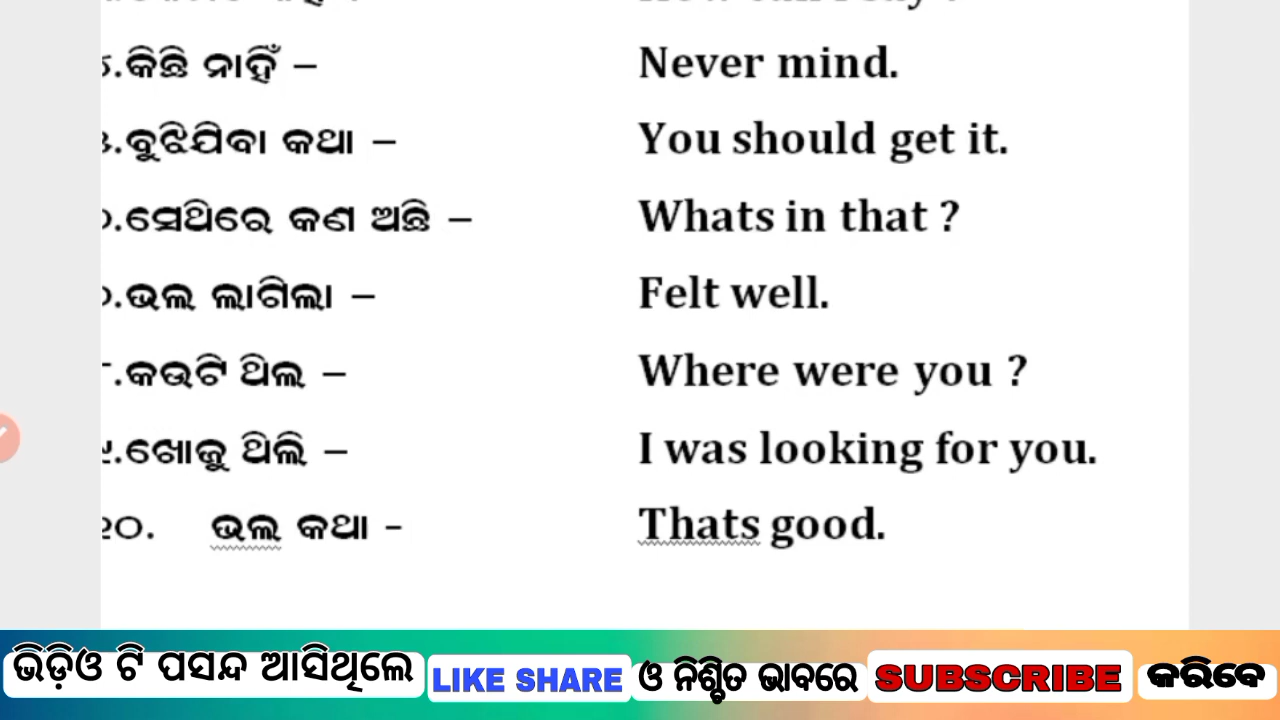 .କିଛି ନାହିଁ – Never mind.
.ବୁଝିଯିବା କଥା – You should get it.
.ସେଥିରେ କଣ ଅଛି – Whats in that ?
.ଭଲ ଲାଗିଲା – Felt well.
.କଉଟି ଥିଲ – Where were you ?
.ଖୋଜୁ ଥିଲି – I was looking for you.
୨୦. ଭଲ କଥା - Thats good.
ଭିଡ଼ିଓ ଟି ପସନ୍ଦ ଆସିଥିଲେ LIKE SHARE ଓ ନିଶ୍ଚିତ ଭାବରେ SUBSCRIBE କରିବେ